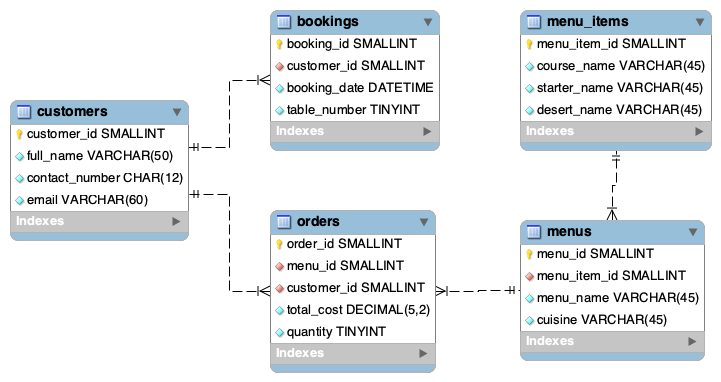 customers
customer_id SMALLINT
full_name VARCHAR(50)
contact_number CHAR(12)
email VARCHAR(60)
Indexes
bookings
booking_id SMALLINT
customer_id SMALLINT
booking_date DATETIME
table_number TINYINT
Indexes
orders
order_id SMALLINT
menu_id SMALLINT
customer_id SMALLINT
total_cost DECIMAL(5,2)
quantity TINYINT
Indexes
menu_items
menu_item_id SMALLINT
course_name VARCHAR(45)
starter_name VARCHAR(45)
desert_name VARCHAR(45)
Indexes
menus
menu_id SMALLINT
menu_item_id SMALLINT
menu_name VARCHAR(45)
cuisine VARCHAR(45)
Indexes